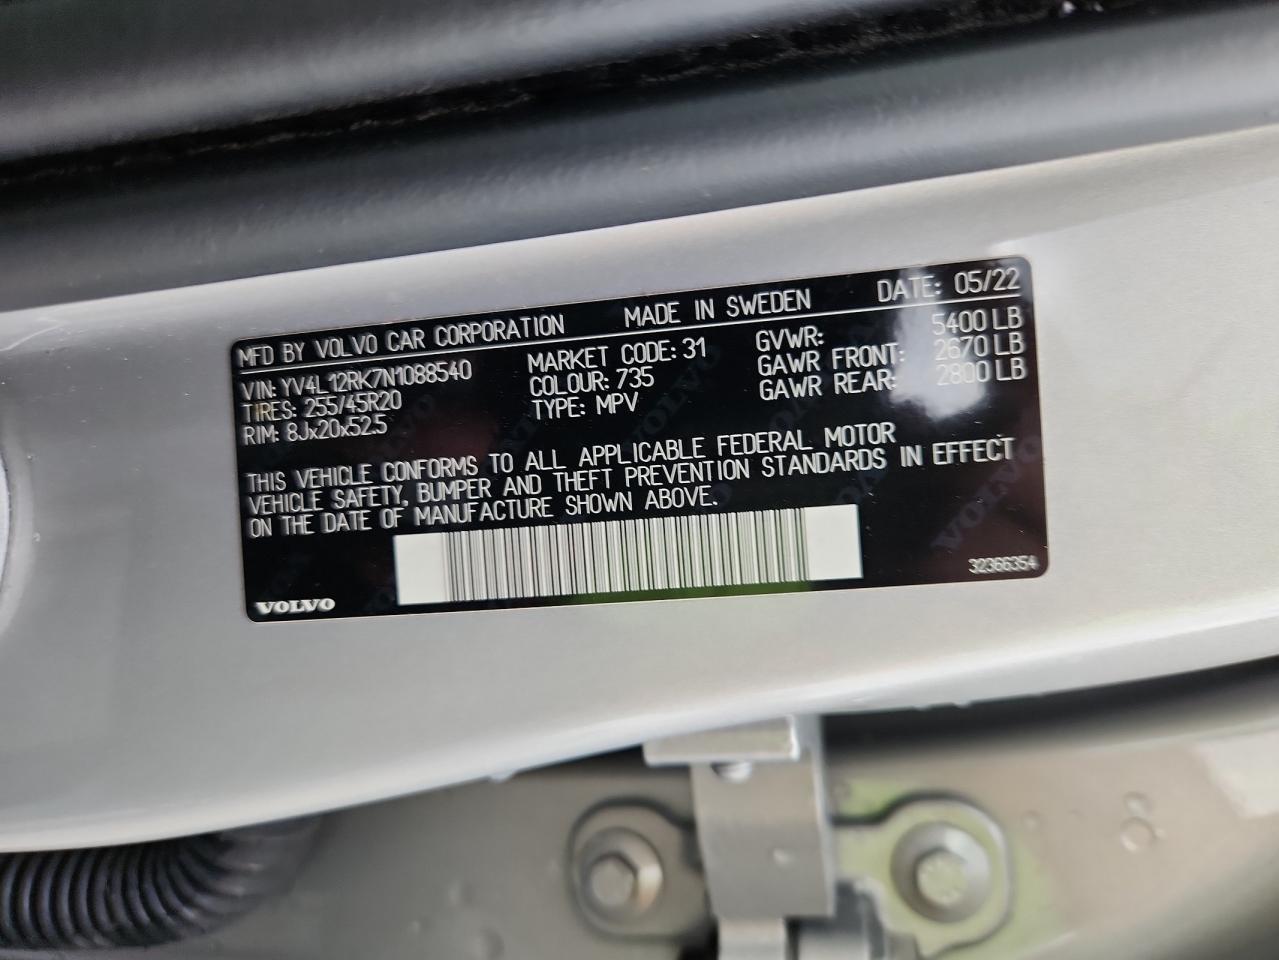 MFD BY VOLVO CAR CORPORATION MADE IN SWEDEN DATE: 05/22
VIN: YV4L12RK7N1088540 MARKET CODE: 31 GVWR: 5400 LB
TIRES: 255/45R20 COLOUR: 735 GAWR FRONT: 2670 LB
RIM: 8Jx20x52.5 TYPE: MPV GAWR REAR: 2800 LB
THIS VEHICLE CONFORMS TO ALL APPLICABLE FEDERAL MOTOR
VEHICLE SAFETY, BUMPER AND THEFT PREVENTION STANDARDS IN EFFECT
ON THE DATE OF MANUFACTURE SHOWN ABOVE.
32366354
VOLVO